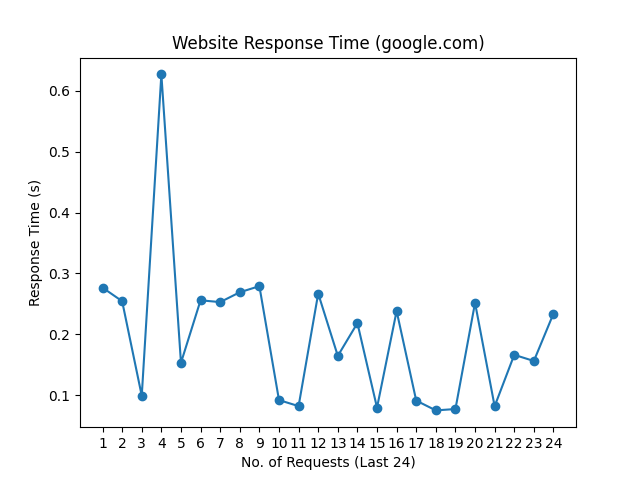 Website Response Time (google.com)
0.6
0.5
0.4
0.3
0.2
0.1
Response Time (s)
1 2 3 4 5 6 7 8 9 10 11 12 13 14 15 16 17 18 19 20 21 22 23 24
No. of Requests (Last 24)